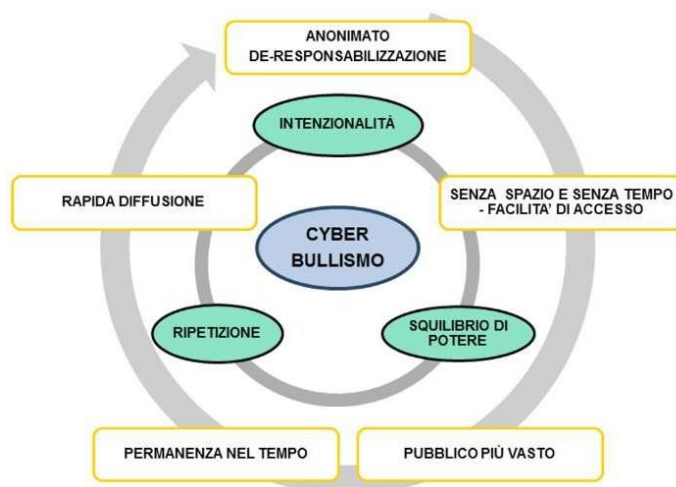 ANONIMATO
DE-RESPONSABILIZZAZIONE
INTENZIONALITÀ
RAPIDA DIFFUSIONE
SENZA SPAZIO E SENZA TEMPO
- FACILITA' DI ACCESSO
CYBER
BULLISMO
RIPETIZIONE
SQUILIBRIO DI
POTERE
PERMANENZA NEL TEMPO
PUBBLICO PIÙ VASTO